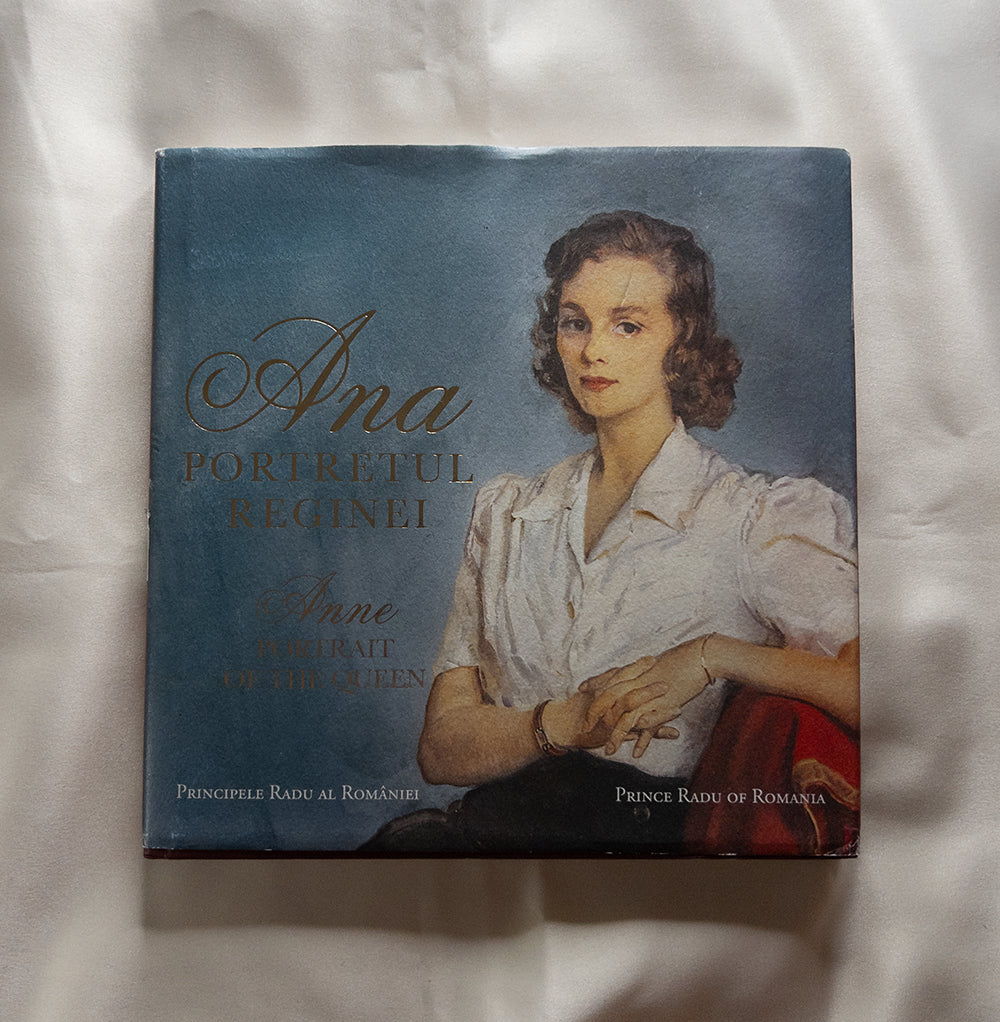 Ana
PORTRETUL
REGINEI
Anne
PORTRAIT
OF THE QUEEN
PRINCIPELE RADU AL ROMÂNIEI
PRINCE RADU OF ROMANIA